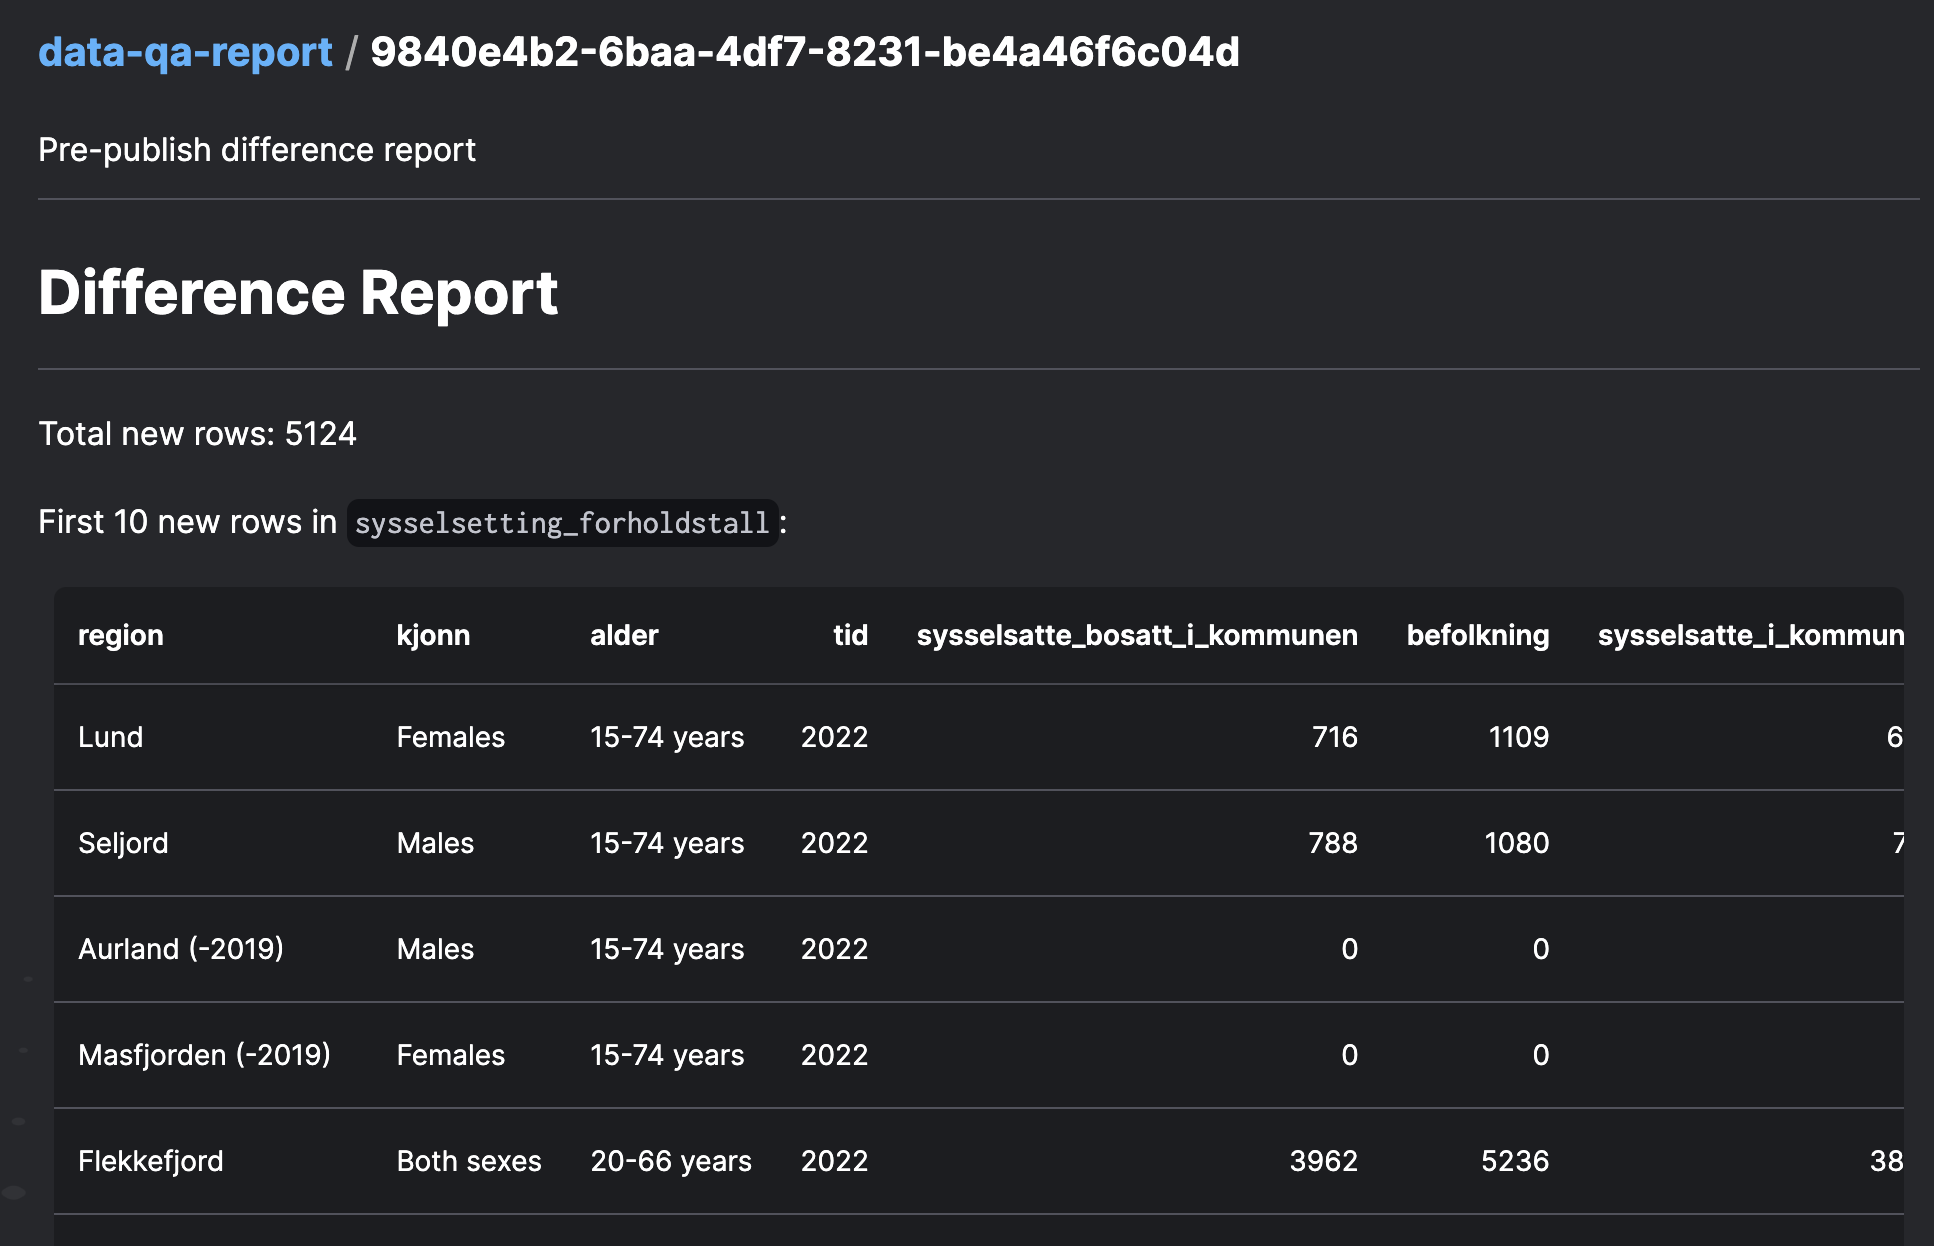 data-qa-report / 9840e4b2-6baa-4df7-8231-be4a46f6c04d
Pre-publish difference report
Difference Report
Total new rows: 5124
First 10 new rows in sysselsetting_forholdstall:
region kjonn alder tid sysselsatte_bosatt_i_kommunen befolkning sysselsatte_i_kommun
Lund Females 15-74 years 2022 716 1109 6
Seljord Males 15-74 years 2022 788 1080 7
Aurland (-2019) Males 15-74 years 2022 0 0
Masfjorden (-2019) Females 15-74 years 2022 0 0
Flekkefjord Both sexes 20-66 years 2022 3962 5236 38